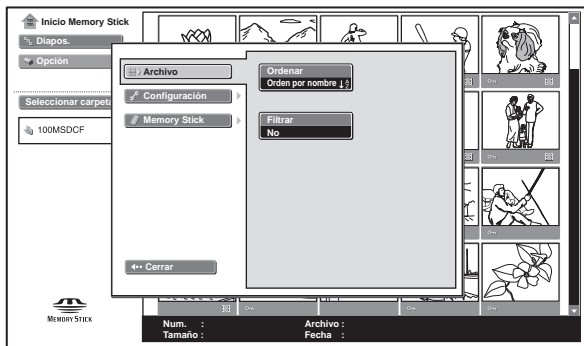 Inicio Memory Stick
Diapos.
Opción
Seleccionar carpeta
100MSDCF
Archivo
Configuración
Memory Stick
Cerrar
Ordenar
Orden por nombre
Filtrar
No
MEMORY STICK
Num. :
Archivo :
Tamaño :
Fecha :